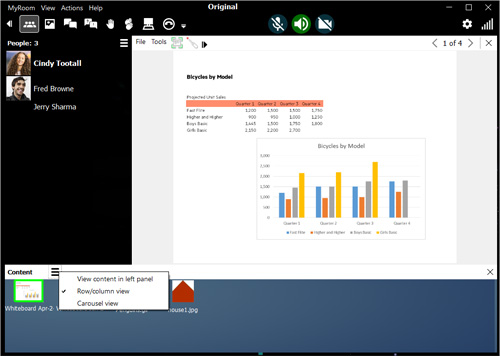 MyRoom View Actions Help Original
People: 3
Cindy Tootall
Fred Browne
Jerry Sharma
File Tools 1 of 4
Bicycles by Model
Projected Unit Sales
Quarter 1 Quarter 2 Quarter 3 Quarter 4
Fast Fitte 1,200 1,500 1,500 1,750
Higher and Higher 900 950 1,000 1,250
Boys Basic 1,445 1,500 1,750 1,800
Girls Basic 2,150 2,200 2,700
Bicycles by Model
3,000
2,500
2,000
1,500
1,000
500
0
Quarter 1 Quarter 2 Quarter 3 Quarter 4
Higher and Higher Boys Basic Girls Basic
Content
View content in left panel
Row/column view
Carousel view
Whiteboard Apr-2